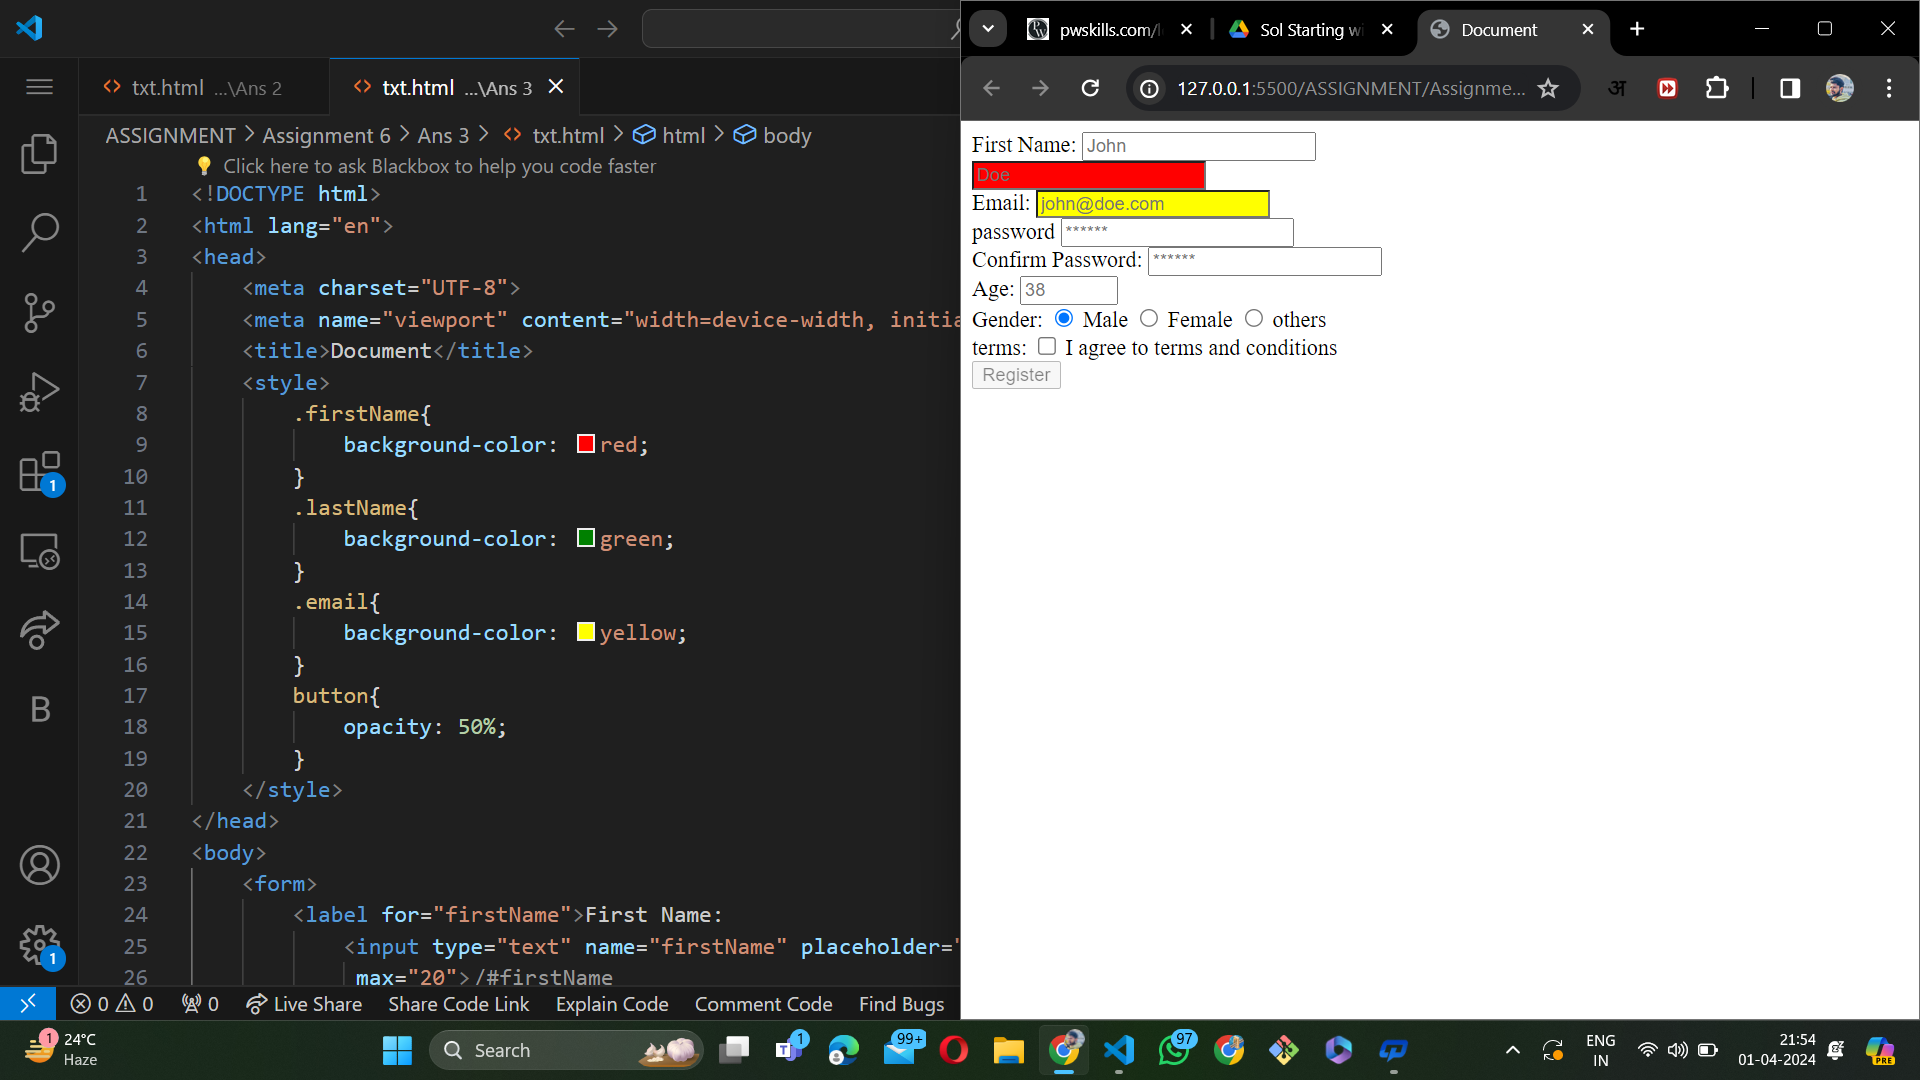 txt.html ...\Ans 2
txt.html ...\Ans 3
ASSIGNMENT > Assignment 6 > Ans 3 > txt.html > html > body
Click here to ask Blackbox to help you code faster
1 <!DOCTYPE html>
2 <html lang="en">
3 <head>
4 <meta charset="UTF-8">
5 <meta name="viewport" content="width=device-width, initia
6 <title>Document</title>
7 <style>
8 .firstName{
9 background-color: red;
10 }
11 .lastName{
12 background-color: green;
13 }
14 .email{
15 background-color: yellow;
16 }
17 button{
18 opacity: 50%;
19 }
20 </style>
21 </head>
22 <body>
23 <form>
24 <label for="firstName">First Name:
25 <input type="text" name="firstName" placeholder="
26 max="20">/#firstName
B
1
1
0 0 0 Live Share Share Code Link Explain Code Comment Code Find Bugs
pwskills.com/l
Sol Starting wi
Document
127.0.0.1:5500/ASSIGNMENT/Assignme...
अ
First Name: John
Doe
Email: john@doe.com
password ******
Confirm Password: ******
Age: 38
Gender: Male Female others
terms: I agree to terms and conditions
Register
1
24°C
Haze
Search
1
99+
97
ENG
IN
21:54
01-04-2024
PRE